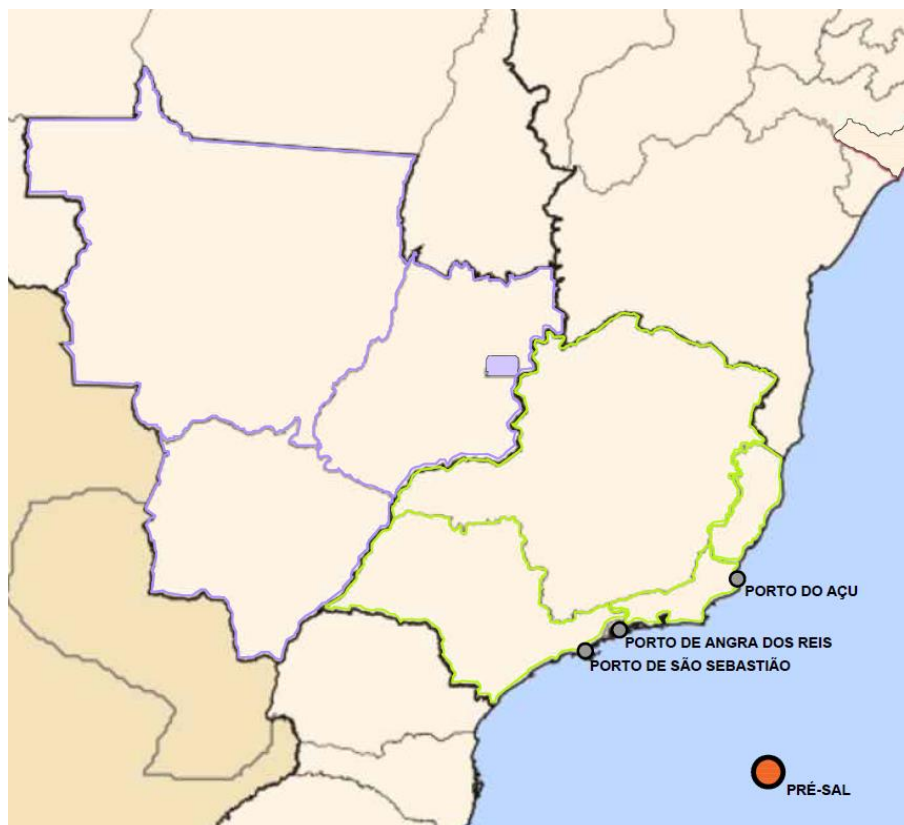 PORTO DO AÇU
PORTO DE ANGRA DOS REIS
PORTO DE SÃO SEBASTIÃO
PRÉ-SAL